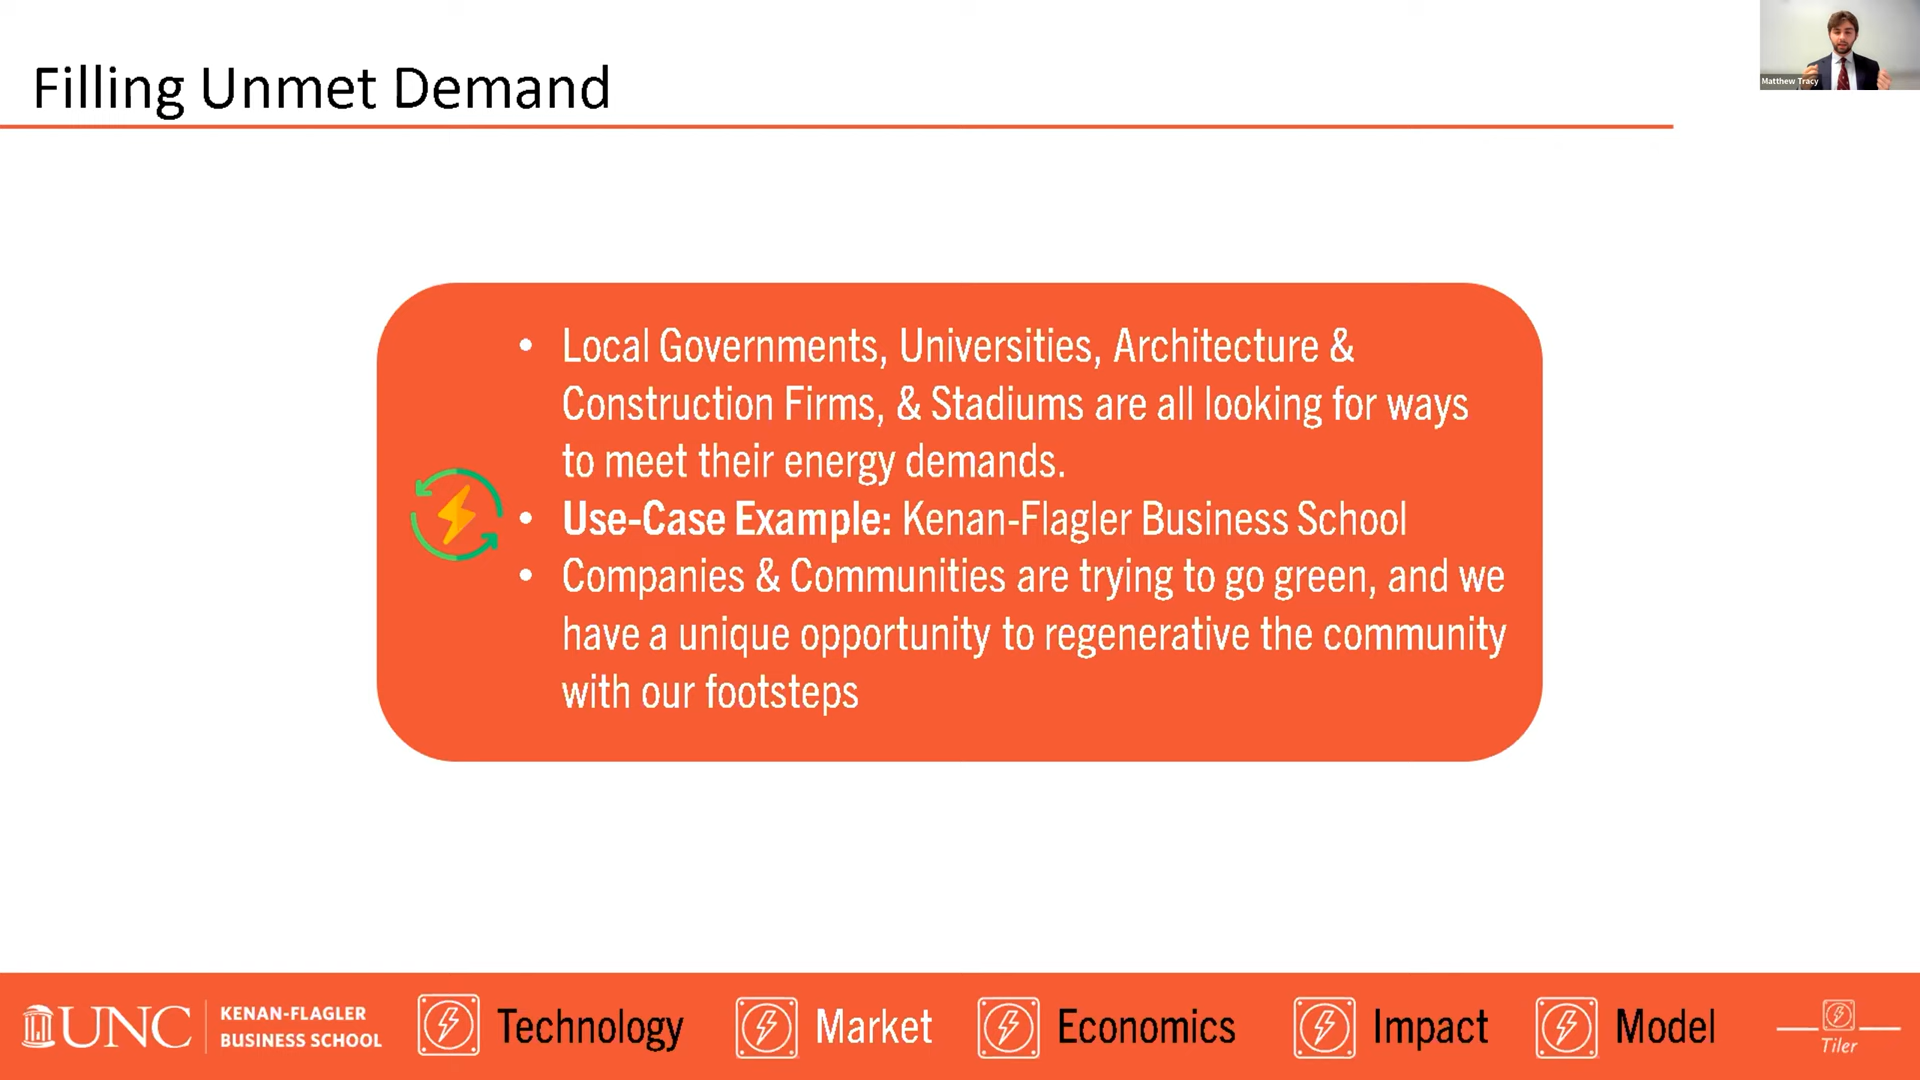 Filling Unmet Demand
Matthew Tracy
• Local Governments, Universities, Architecture &
Construction Firms, & Stadiums are all looking for ways
to meet their energy demands.
• Use-Case Example: Kenan-Flagler Business School
• Companies & Communities are trying to go green, and we
have a unique opportunity to regenerative the community
with our footsteps
UNC
KENAN-FLAGLER
BUSINESS SCHOOL
Technology
Market
Economics
Impact
Model
Tiler